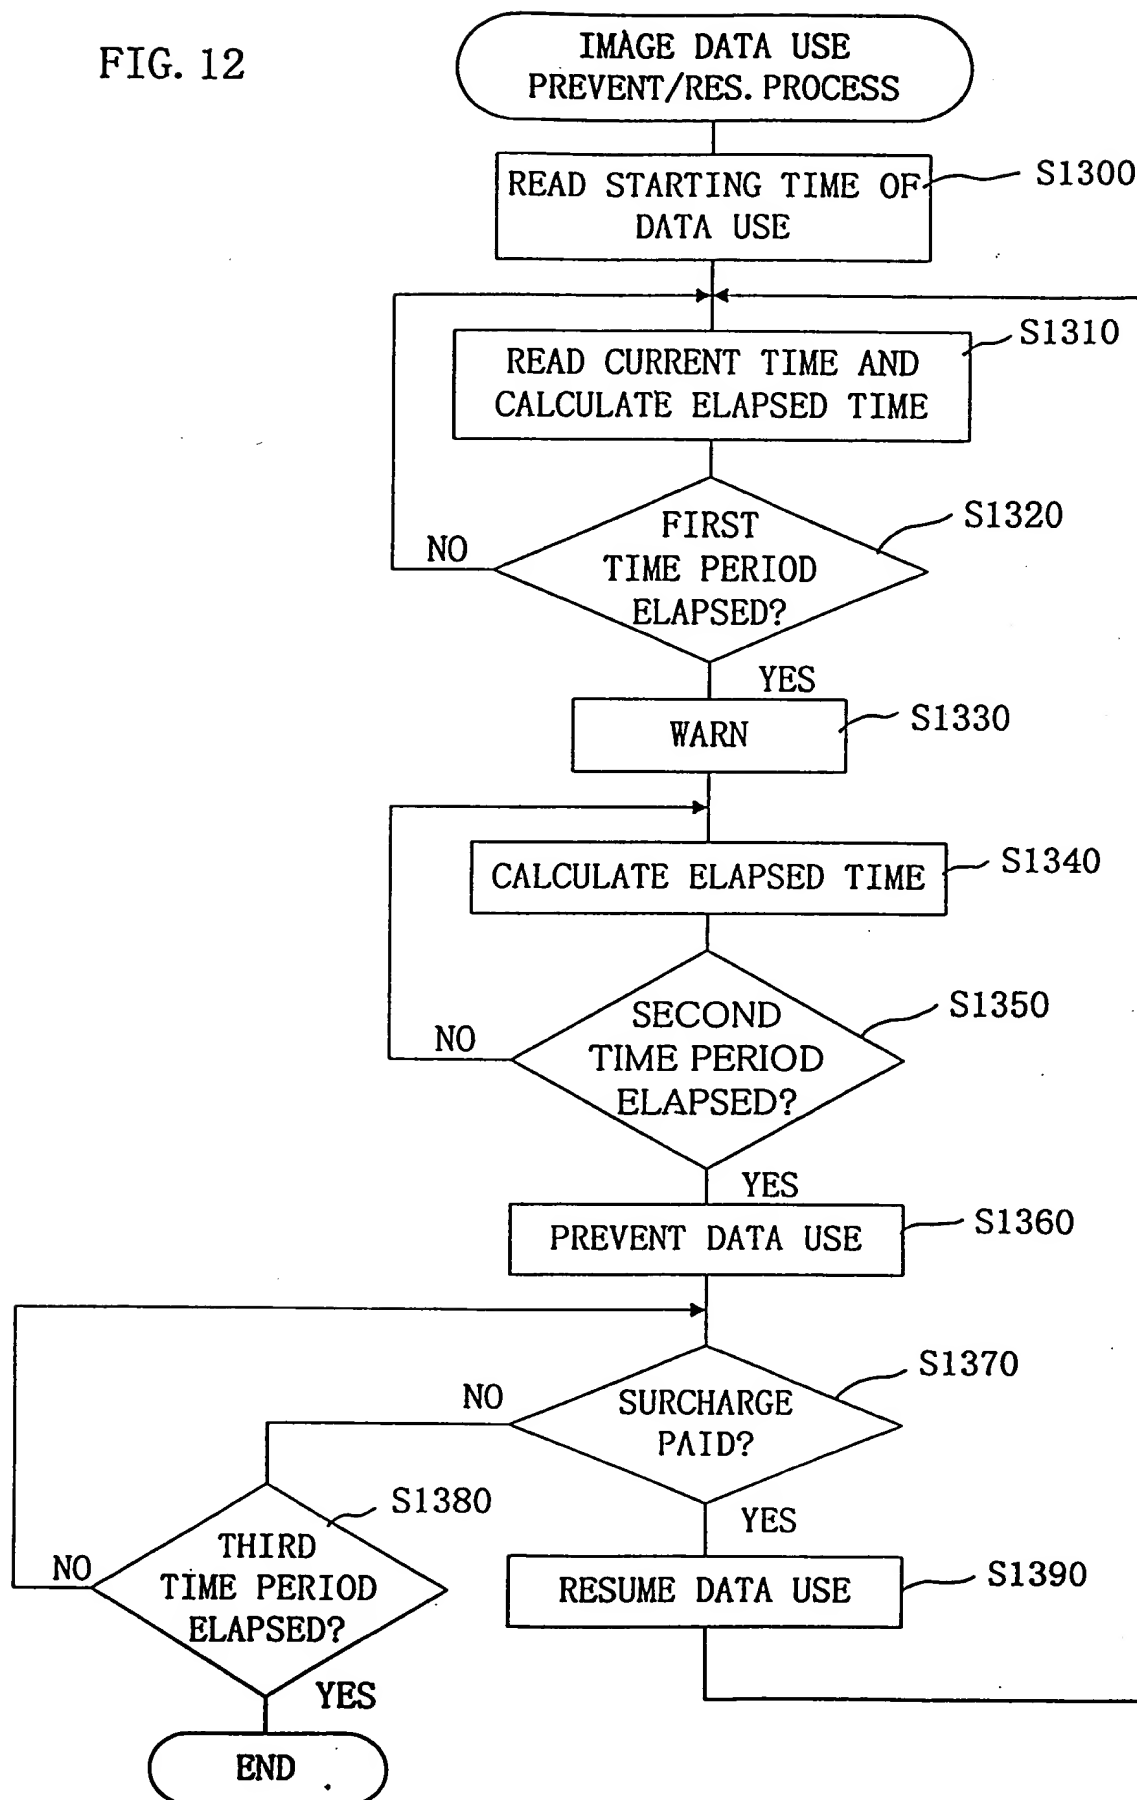 FIG. 12
IMAGE DATA USE
PREVENT/RES. PROCESS
READ STARTING TIME OF
DATA USE
S1300
READ CURRENT TIME AND
CALCULATE ELAPSED TIME
S1310
FIRST
TIME PERIOD
ELAPSED?
S1320
NO
YES
WARN
S1330
CALCULATE ELAPSED TIME
S1340
SECOND
TIME PERIOD
ELAPSED?
S1350
NO
YES
PREVENT DATA USE
S1360
SURCHARGE
PAID?
S1370
NO
YES
THIRD
TIME PERIOD
ELAPSED?
S1380
NO
YES
RESUME DATA USE
S1390
END